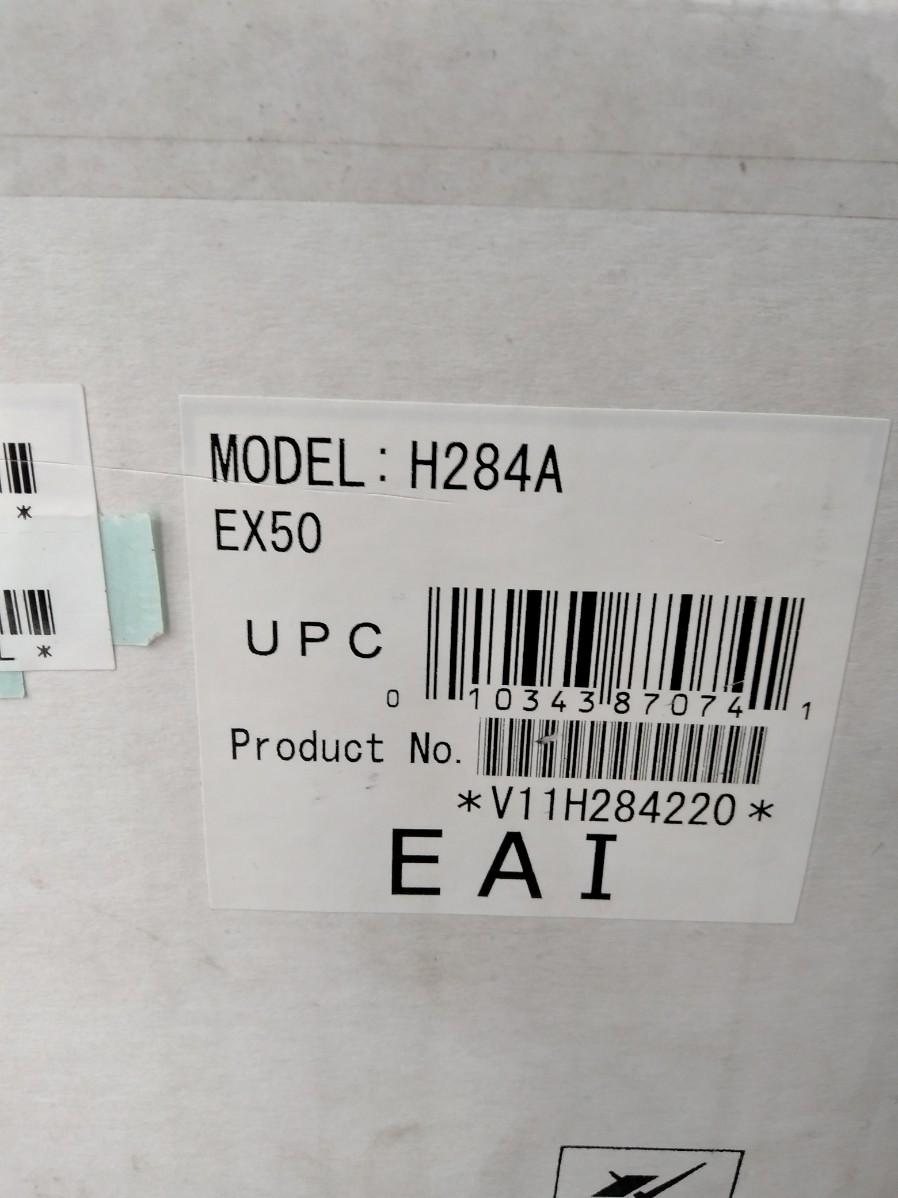 MODEL: H284A
EX50
UPC
0 10343 87074 1
Product No.
*V11H284220*
EAI
*
L *